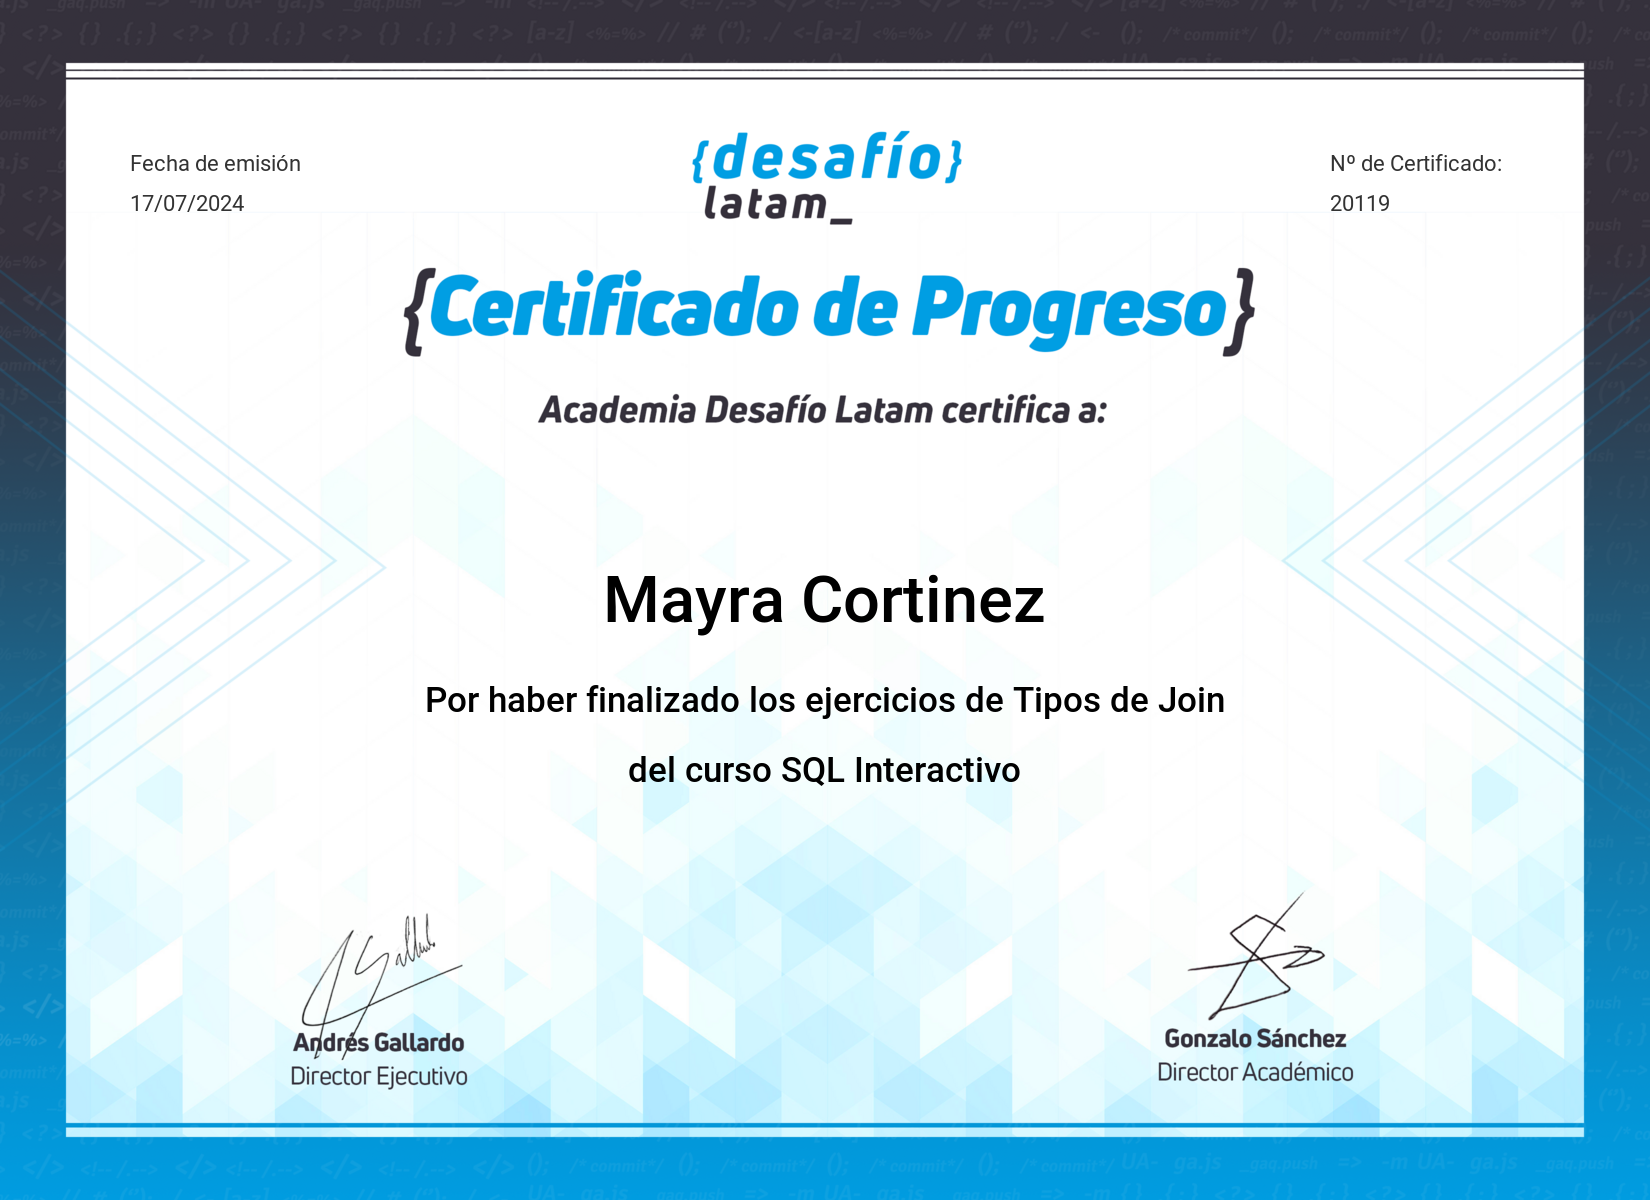 Fecha de emisión
17/07/2024
{desafío}
latam_
Nº de Certificado:
20119
{Certificado de Progreso}
Academia Desafío Latam certifica a:
Mayra Cortinez
Por haber finalizado los ejercicios de Tipos de Join
del curso SQL Interactivo
Andrés Gallardo
Director Ejecutivo
Gonzalo Sánchez
Director Académico